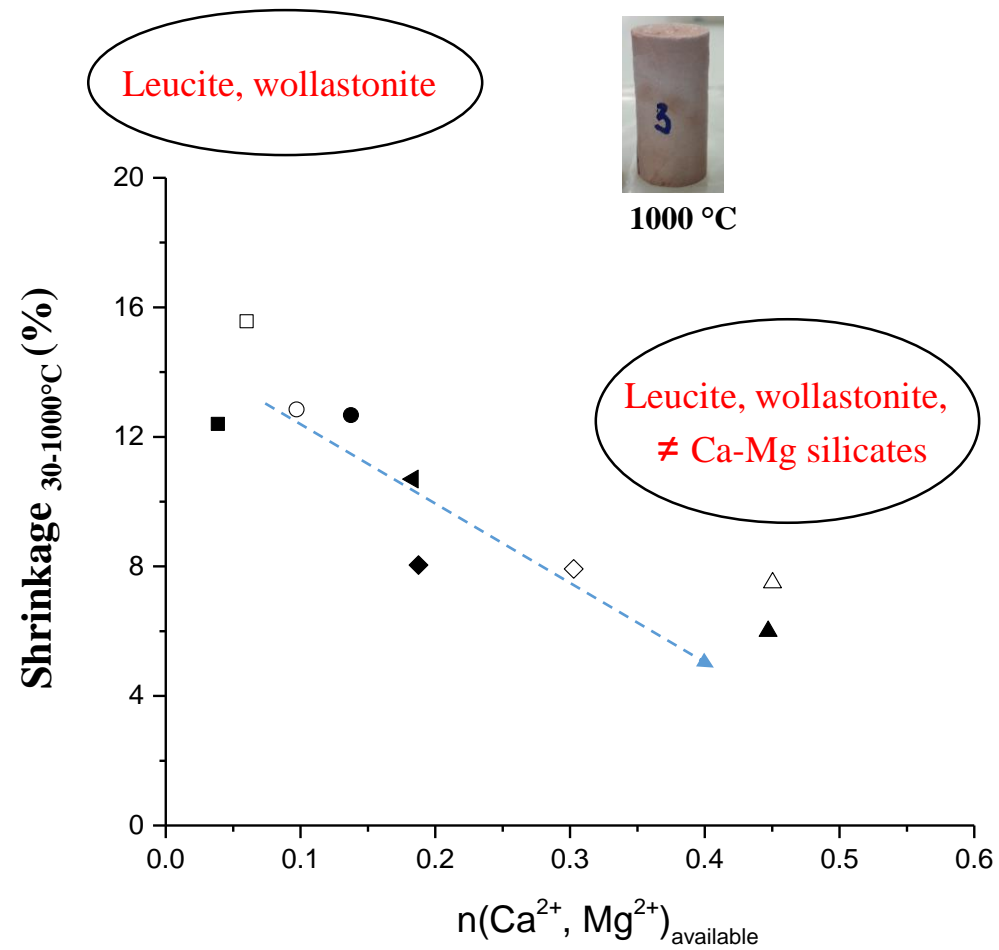 Leucite, wollastonite
3
1000 °C
20
16
12
8
4
0
Shrinkage 30-1000°C (%)
Leucite, wollastonite,
≠ Ca-Mg silicates
0.0 0.1 0.2 0.3 0.4 0.5 0.6
n(Ca²⁺, Mg²⁺)available